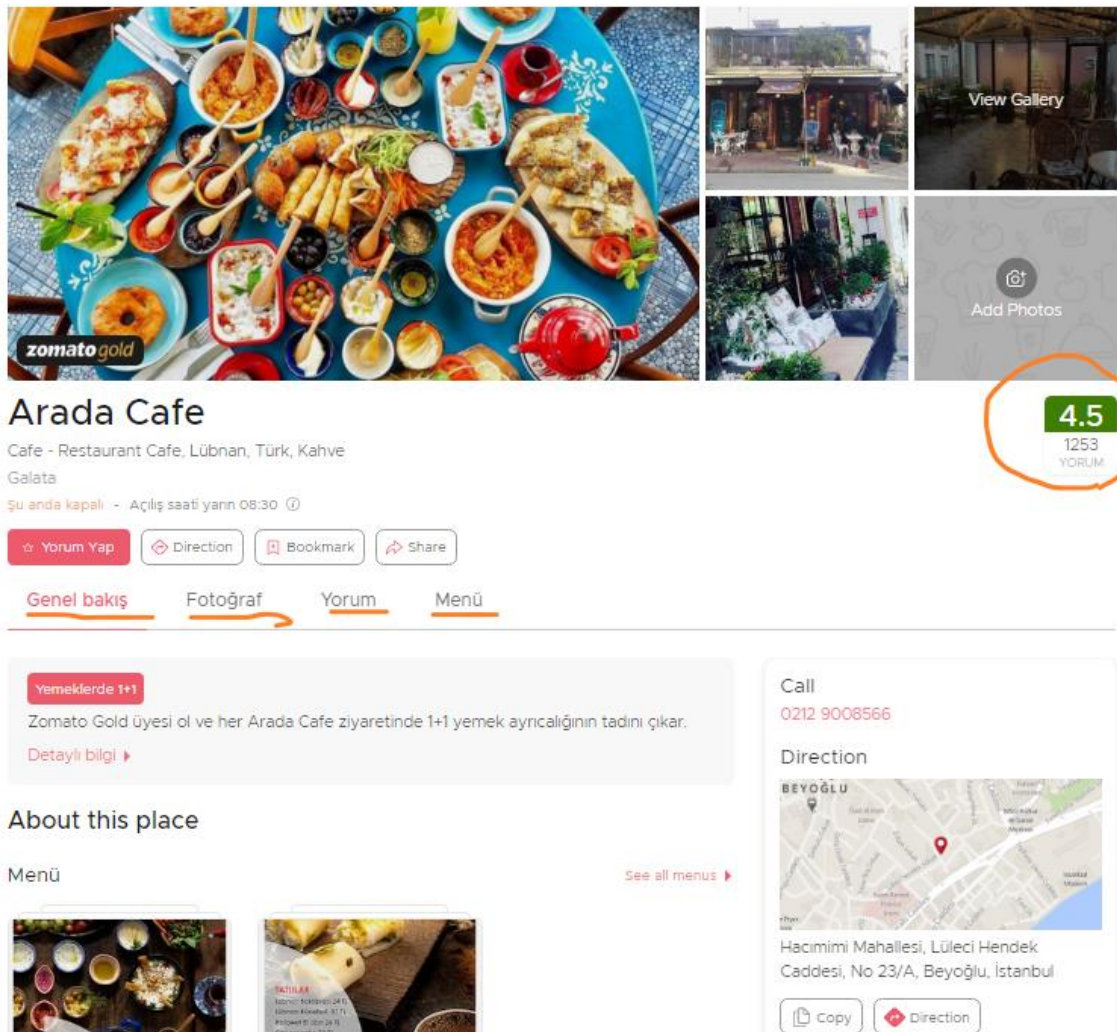 View Gallery
Add Photos
zomato gold
Arada Cafe
4.5
1253
YORUM
Cafe - Restaurant Cafe, Lübnan, Türk, Kahve
Galata
Şu anda kapalı - Açılış saati yarın 08:30
Yorum Yap
Direction
Bookmark
Share
Genel bakış
Fotoğraf
Yorum
Menü
Yemeklerde 1+1
Zomato Gold üyesi ol ve her Arada Cafe ziyaretinde 1+1 yemek ayrıcalığının tadını çıkar.
Detaylı bilgi
About this place
Menü
See all menus
TATLILAR
Call
0212 9008566
Direction
BEYOĞLU
Istanbul
Modern
Hacımimi Mahallesi, Lüleci Hendek
Caddesi, No 23/A, Beyoğlu, İstanbul
Copy
Direction